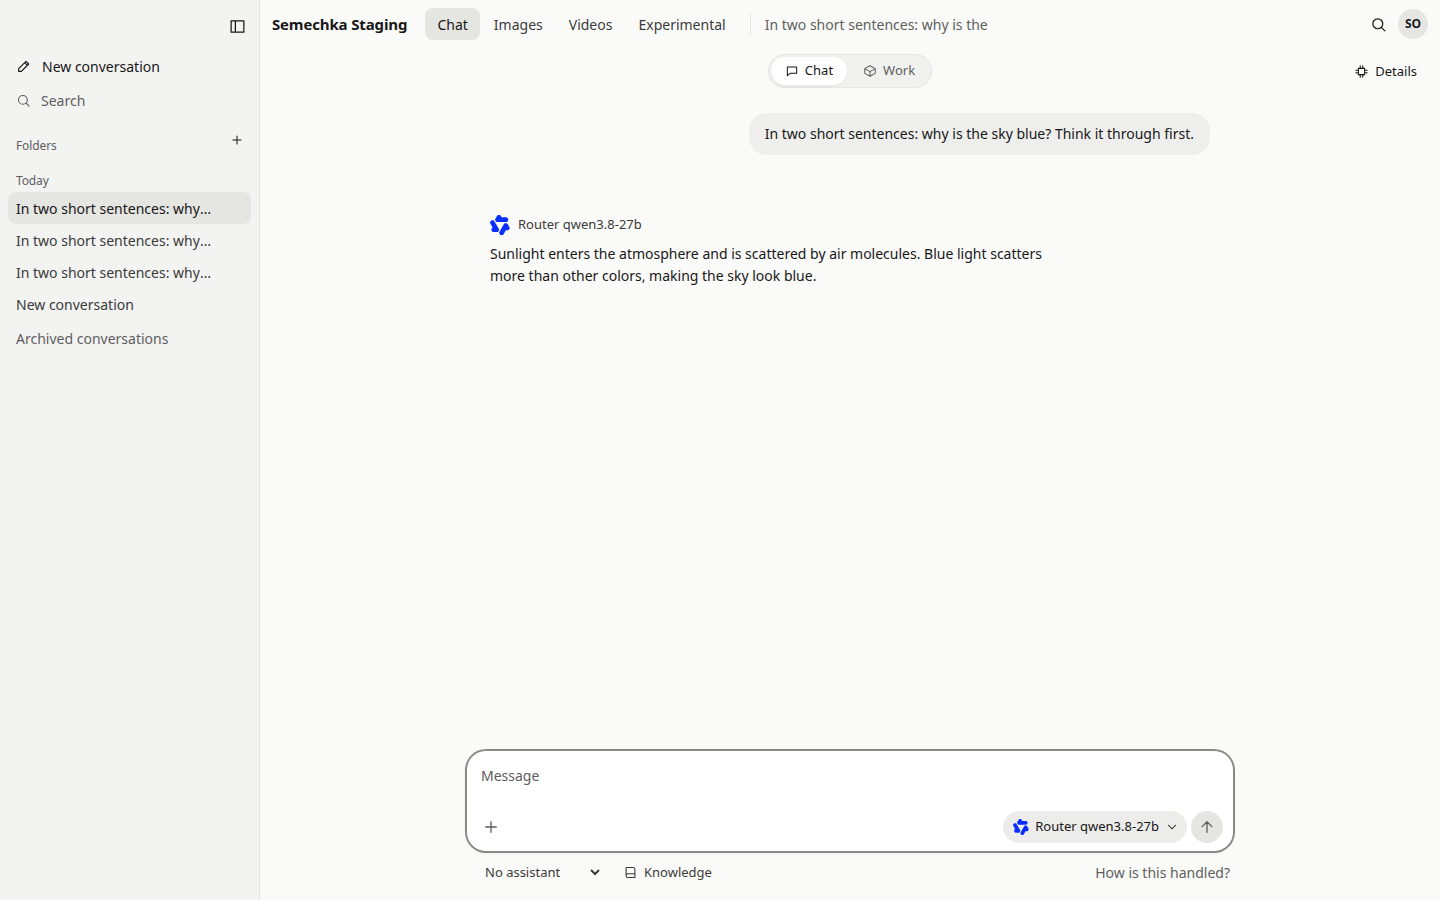 Semechka Staging
Chat
Images
Videos
Experimental
In two short sentences: why is the
SO
New conversation
Search
Folders
Today
In two short sentences: why...
In two short sentences: why...
In two short sentences: why...
New conversation
Archived conversations
Chat
Work
Details
In two short sentences: why is the sky blue? Think it through first.
Router qwen3.8-27b
Sunlight enters the atmosphere and is scattered by air molecules. Blue light scatters
more than other colors, making the sky look blue.
Message
Router qwen3.8-27b
No assistant
Knowledge
How is this handled?